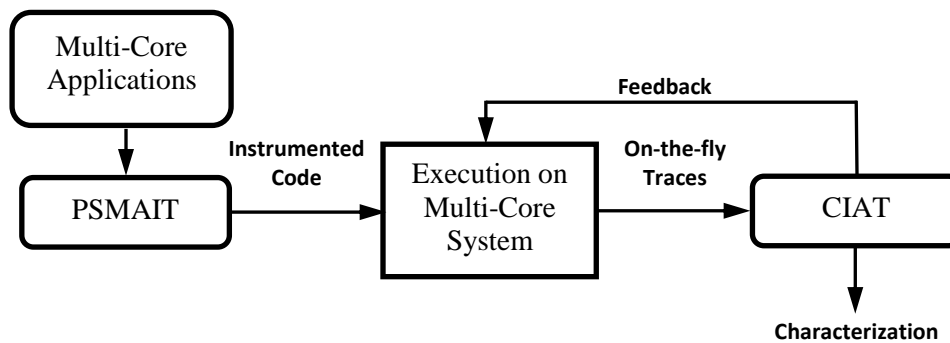 Multi-Core
Applications
Feedback
Instrumented
Code
On-the-fly
Traces
PSMAIT
Execution on
Multi-Core
System
CIAT
Characterization